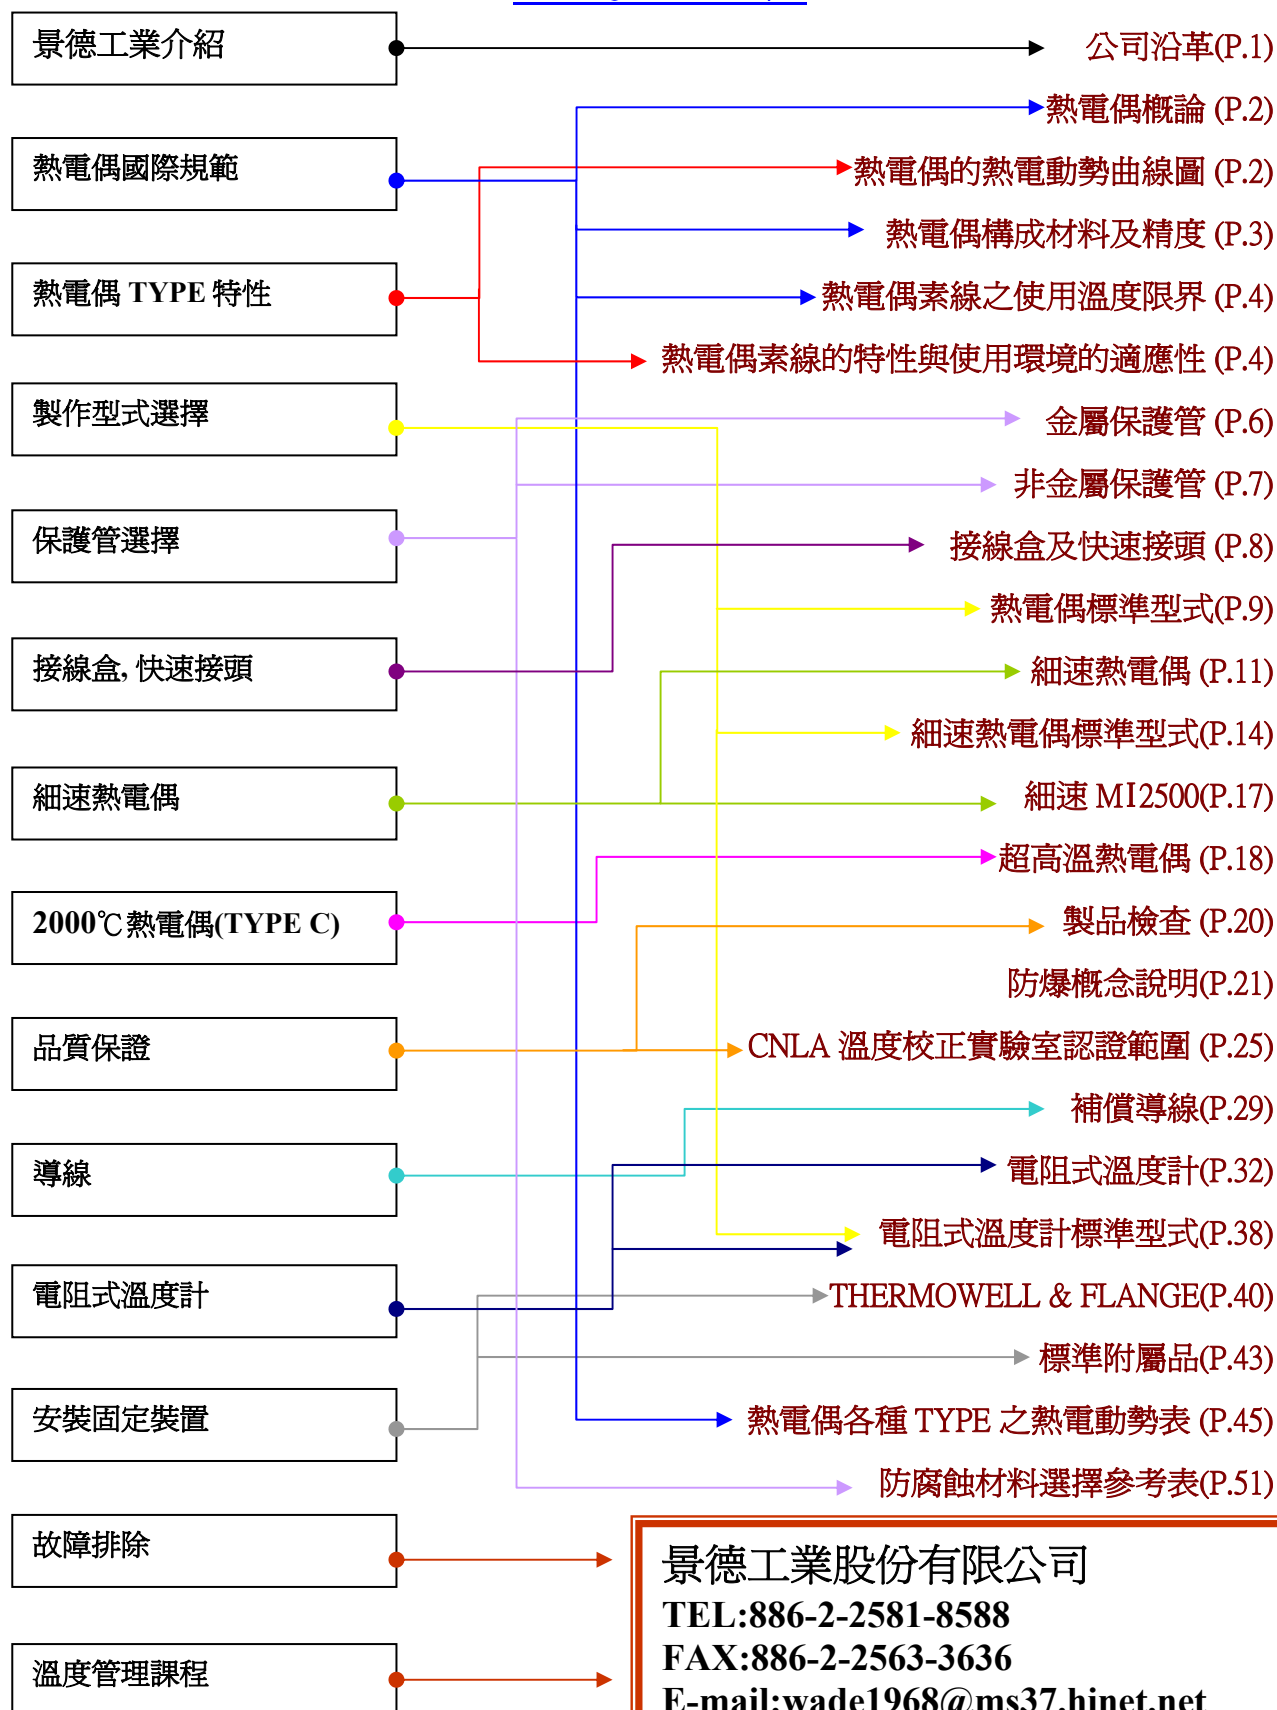 景德工業介紹
公司沿革(P.1)
熱電偶概論 (P.2)
熱電偶國際規範
熱電偶的熱電動勢曲線圖 (P.2)
熱電偶構成材料及精度 (P.3)
熱電偶 TYPE 特性
熱電偶素線之使用溫度限界 (P.4)
熱電偶素線的特性與使用環境的適應性 (P.4)
製作型式選擇
金屬保護管 (P.6)
非金屬保護管 (P.7)
保護管選擇
接線盒及快速接頭 (P.8)
熱電偶標準型式(P.9)
接線盒, 快速接頭
細速熱電偶 (P.11)
細速熱電偶標準型式(P.14)
細速熱電偶
細速 MI2500(P.17)
超高溫熱電偶 (P.18)
2000℃熱電偶(TYPE C)
製品檢查 (P.20)
防爆概念說明(P.21)
品質保證
CNLA 溫度校正實驗室認證範圍 (P.25)
補償導線(P.29)
導線
電阻式溫度計(P.32)
電阻式溫度計標準型式(P.38)
電阻式溫度計
THERMOWELL & FLANGE(P.40)
標準附屬品(P.43)
安裝固定裝置
熱電偶各種 TYPE 之熱電動勢表 (P.45)
防腐蝕材料選擇參考表(P.51)
故障排除
景德工業股份有限公司
TEL:886-2-2581-8588
FAX:886-2-2563-3636
溫度管理課程
E-mail:wade1968@ms37.hinet.net